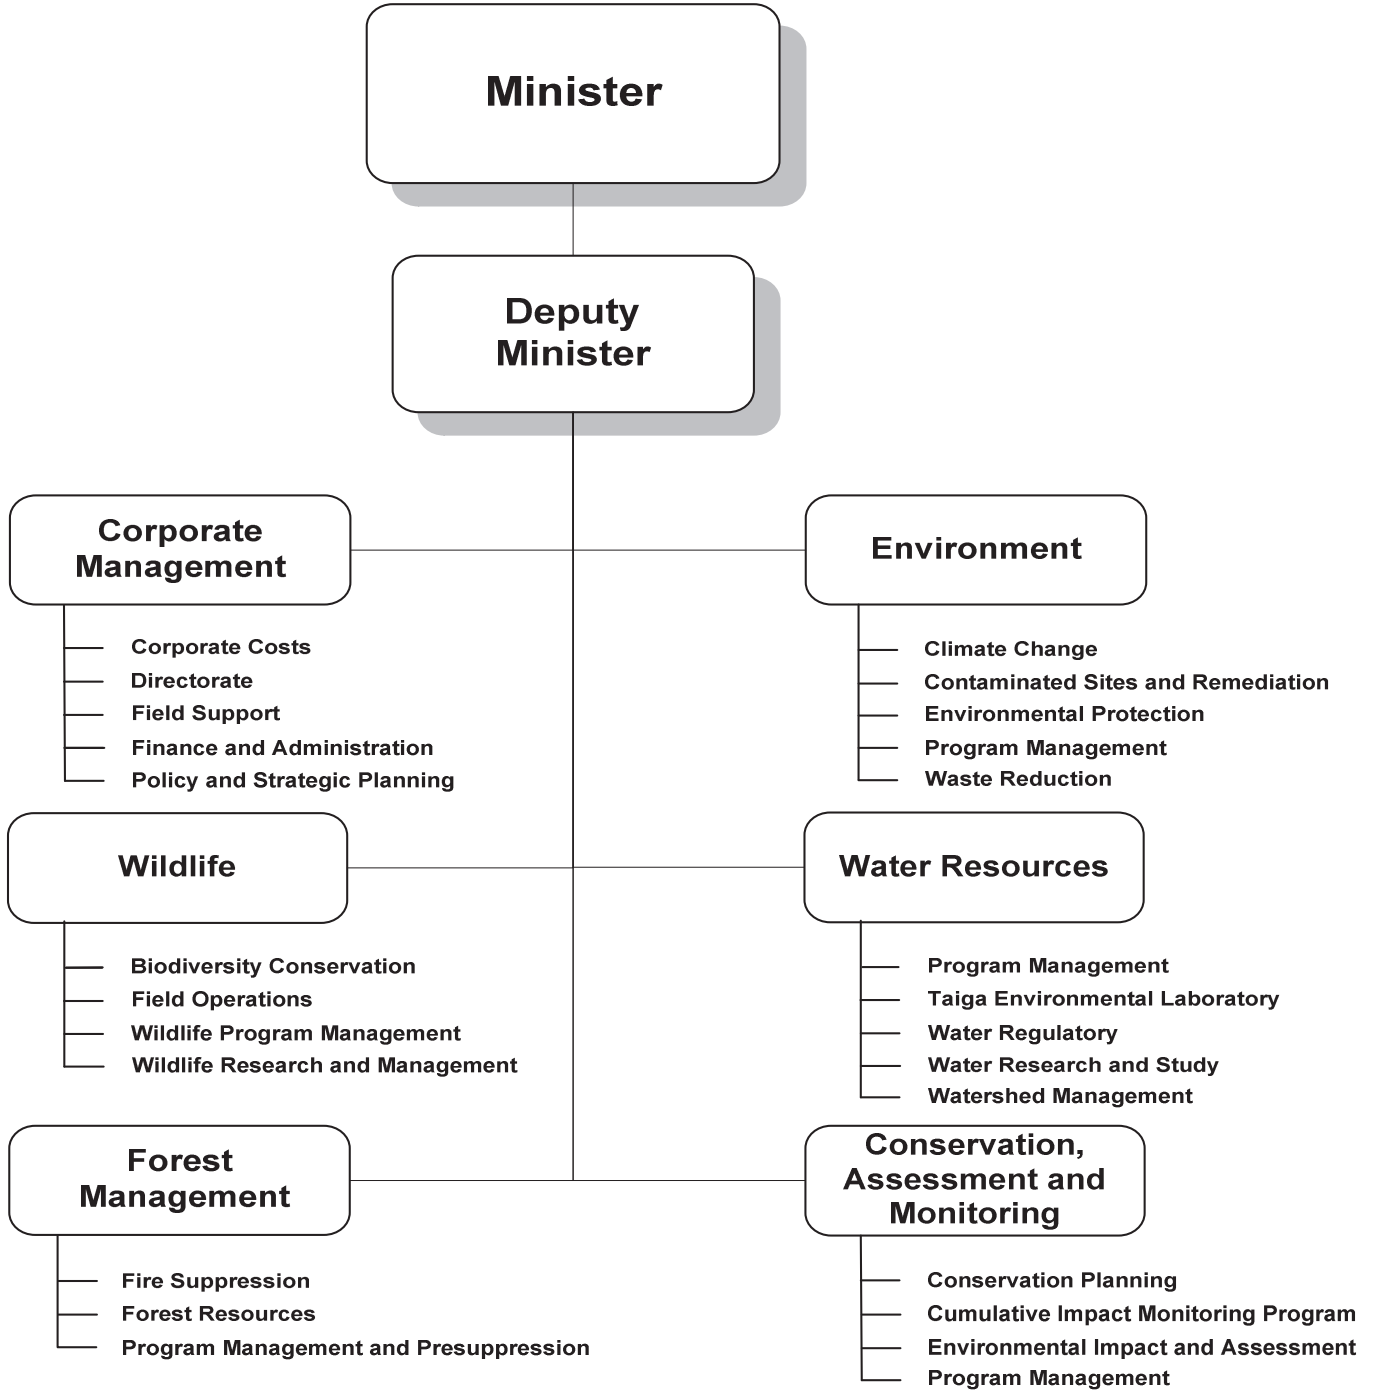 Minister
Deputy
Minister
Corporate
Management
Corporate Costs
Directorate
Field Support
Finance and Administration
Policy and Strategic Planning
Environment
Climate Change
Contaminated Sites and Remediation
Environmental Protection
Program Management
Waste Reduction
Wildlife
Biodiversity Conservation
Field Operations
Wildlife Program Management
Wildlife Research and Management
Water Resources
Program Management
Taiga Environmental Laboratory
Water Regulatory
Water Research and Study
Watershed Management
Forest
Management
Fire Suppression
Forest Resources
Program Management and Presuppression
Conservation,
Assessment and
Monitoring
Conservation Planning
Cumulative Impact Monitoring Program
Environmental Impact and Assessment
Program Management